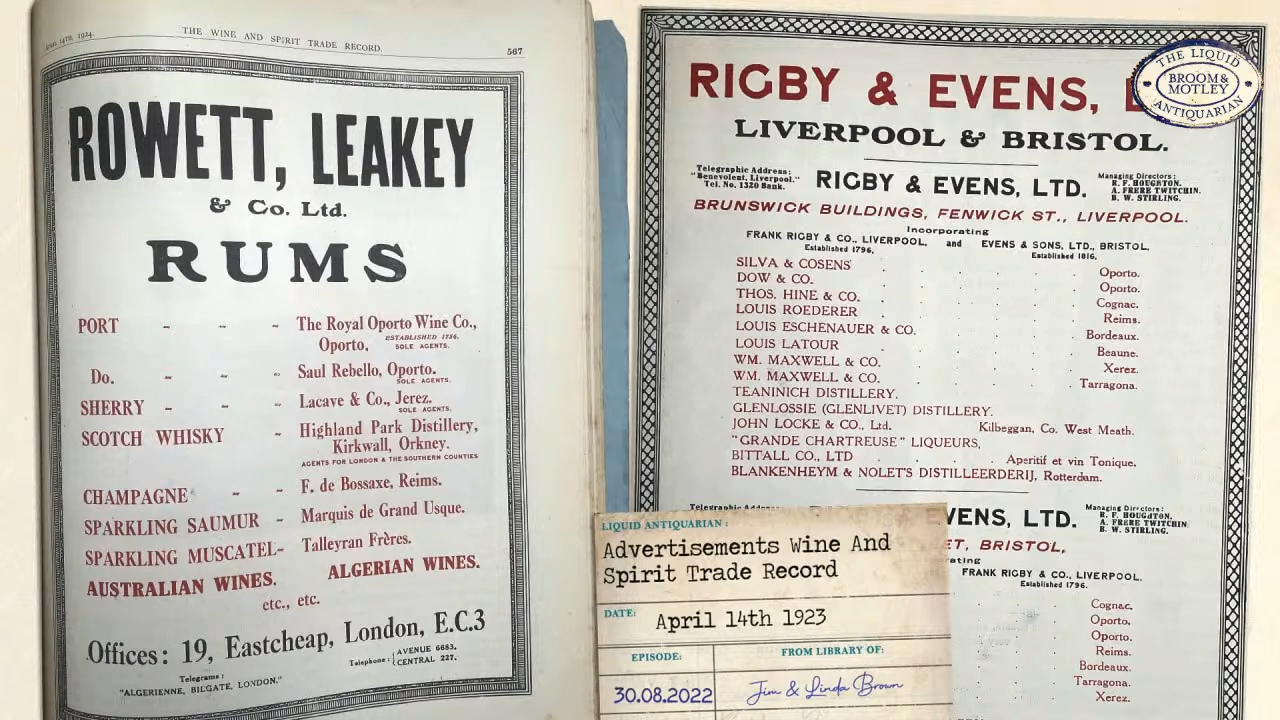 APRIL 14TH, 1924.
THE WINE AND SPIRIT TRADE RECORD.
567
ROWETT, LEAKEY
& Co. Ltd.
RUMS
PORT - - - The Royal Oporto Wine Co.,
Oporto. ESTABLISHED 1756.
SOLE AGENTS.
Do. - - - Saul Rebello, Oporto.
SOLE AGENTS.
SHERRY - - - Lacave & Co., Jerez.
SOLE AGENTS.
SCOTCH WHISKY - Highland Park Distillery,
Kirkwall, Orkney.
AGENTS FOR LONDON & THE SOUTHERN COUNTIES
CHAMPAGNE - - F. de Bossaxe, Reims.
SPARKLING SAUMUR - Marquis de Grand Usque.
SPARKLING MUSCATEL- Talleyran Frères.
AUSTRALIAN WINES. ALGERIAN WINES.
etc., etc.
Offices: 19, Eastcheap, London, E.C.3
Telephone: AVENUE 6683.
CENTRAL 227.
Telegrams:
"ALGERIENNE, BILGATE, LONDON."
RIGBY & EVENS,
LIVERPOOL & BRISTOL.
Telegraphic Address:
"Benevolent, Liverpool."
Tel. No. 1320 Bank.
RIGBY & EVENS, LTD.
Managing Directors:
R. F. HOUGHTON.
A. FRERE TWITCHIN.
B. W. STIRLING.
BRUNSWICK BUILDINGS, FENWICK ST., LIVERPOOL.
Incorporating
FRANK RIGBY & CO., LIVERPOOL, and EVENS & SONS, LTD., BRISTOL.
Established 1796. Established 1816.
SILVA & COSENS Oporto.
DOW & CO. Oporto.
THOS. HINE & CO. Cognac.
LOUIS ROEDERER Reims.
LOUIS ESCHENAUER & CO. Bordeaux.
LOUIS LATOUR Beaune.
WM. MAXWELL & CO. Xerez.
WM. MAXWELL & CO. Tarragona.
TEANINICH DISTILLERY.
GLENLOSSIE (GLENLIVET) DISTILLERY.
JOHN LOCKE & CO., Ltd. Kilbeggan, Co. West Meath.
"GRANDE CHARTREUSE" LIQUEURS,
BITTALL CO., LTD Aperitif et vin Tonique.
BLANKENHEYM & NOLET'S DISTILLEERDERIJ, Rotterdam.
THE LIQUID
BROOM &
MOTLEY
ANTIQUARIAN
VENS, LTD.
Managing Directors:
R. F. HOUGHTON.
A. FRERE TWITCHIN.
B. W. STIRLING.
ET, BRISTOL,
rating
FRANK RIGBY & CO., LIVERPOOL.
Established 1796.
Cognac.
Oporto.
Oporto.
Reims.
Bordeaux.
Tarragona.
Xerez.
LIQUID ANTIQUARIAN:
Advertisements Wine And
Spirit Trade Record
DATE: April 14th 1923
EPISODE: FROM LIBRARY OF:
30.08.2022 Jim & Linda Brown